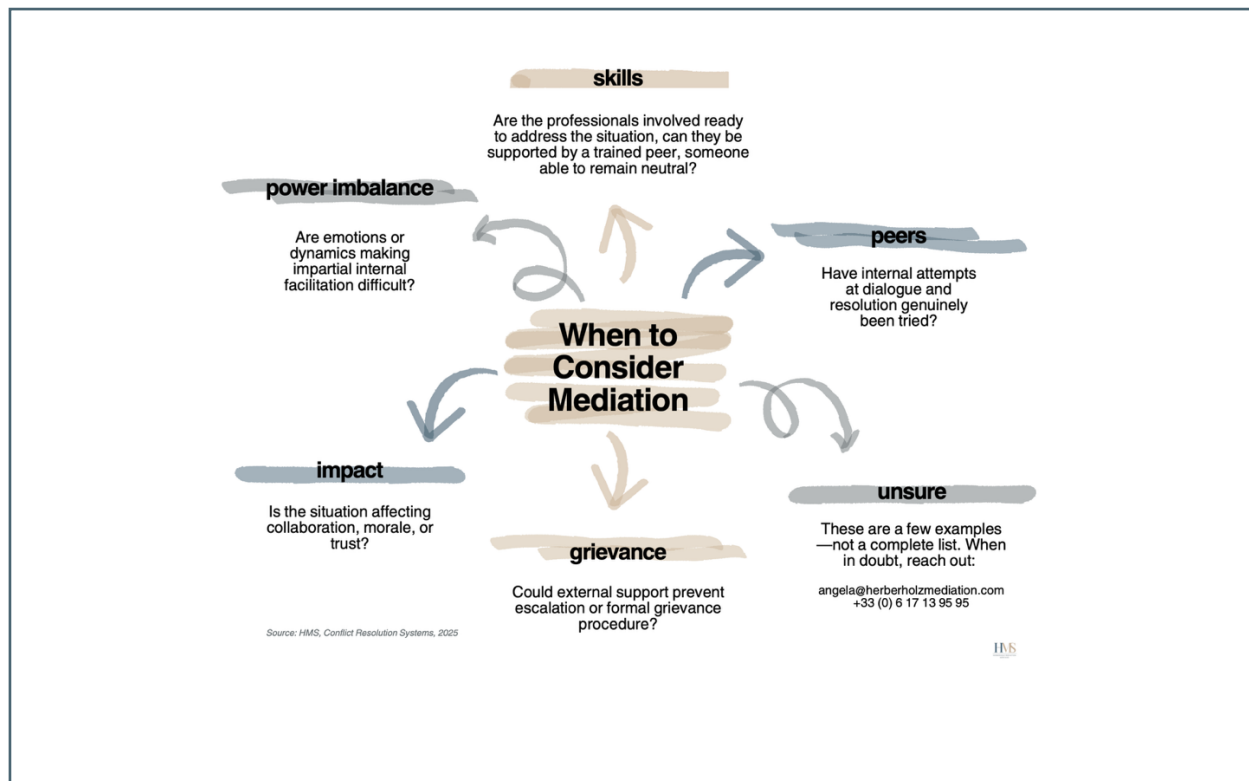 skills
Are the professionals involved ready
to address the situation, can they be
supported by a trained peer, someone
able to remain neutral?
power imbalance
Are emotions or
dynamics making
impartial internal
facilitation difficult?
peers
Have internal attempts
at dialogue and
resolution genuinely
been tried?
When to
Consider
Mediation
impact
Is the situation affecting
collaboration, morale, or
trust?
grievance
Could external support prevent
escalation or formal grievance
procedure?
unsure
These are a few examples
—not a complete list. When
in doubt, reach out:
angela@herberholzmediation.com
+33 (0) 6 17 13 95 95
Source: HMS, Conflict Resolution Systems, 2025
HMS